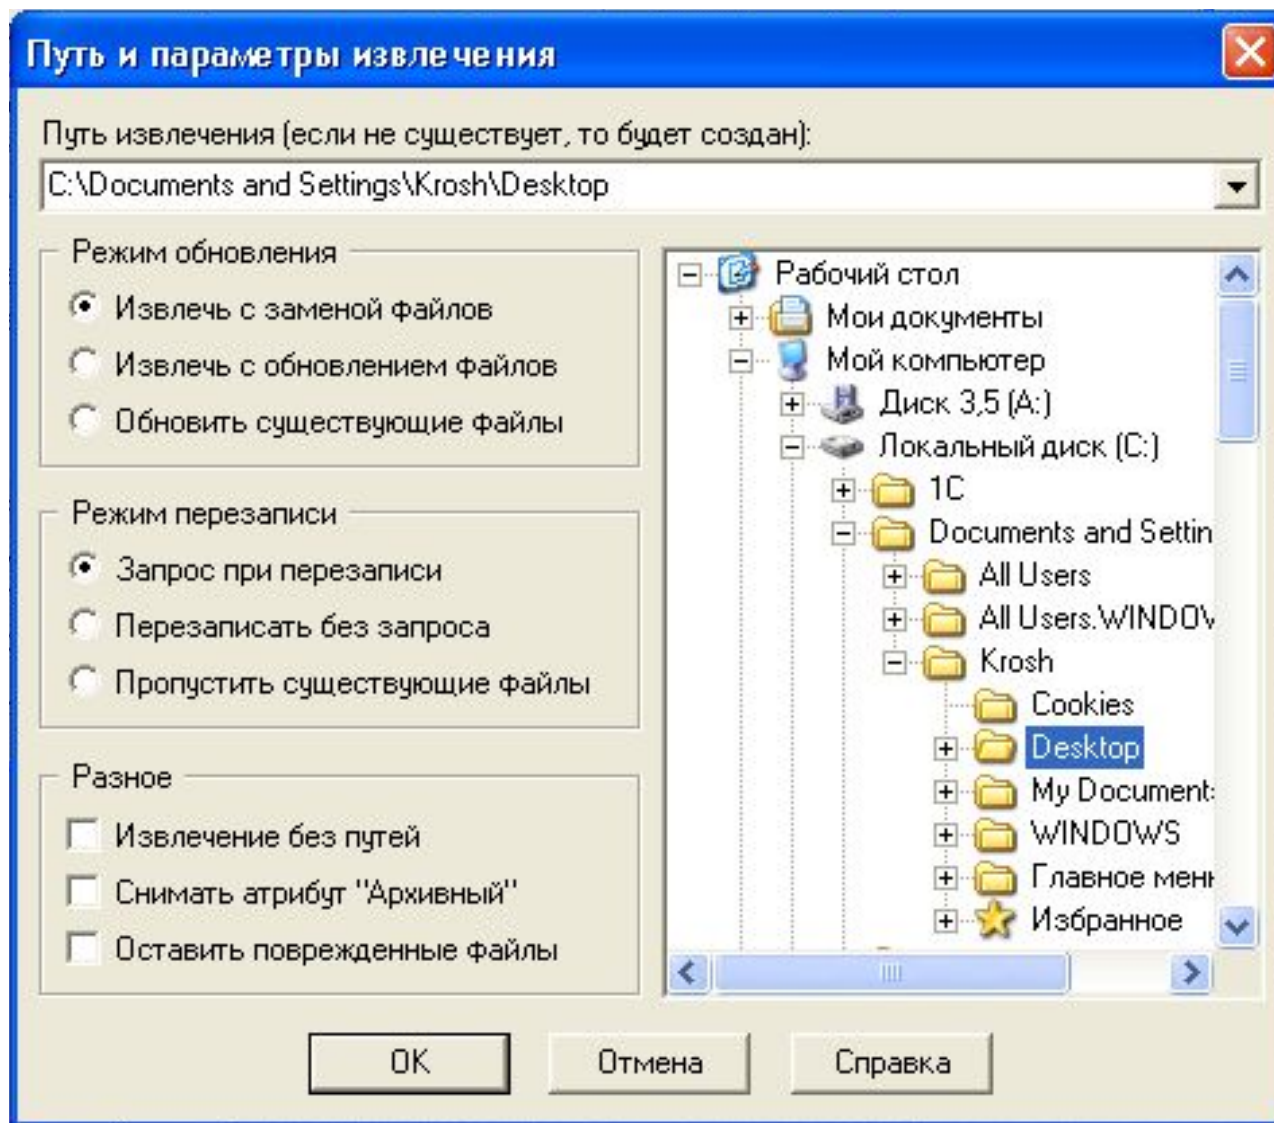 Путь и параметры извлечения
Путь извлечения (если не существует, то будет создан):
C:\Documents and Settings\Krosh\Desktop
Режим обновления
Извлечь с заменой файлов
Извлечь с обновлением файлов
Обновить существующие файлы
Режим перезаписи
Запрос при перезаписи
Перезаписать без запроса
Пропустить существующие файлы
Разное
Извлечение без путей
Снимать атрибут "Архивный"
Оставить поврежденные файлы
Рабочий стол
Мои документы
Мой компьютер
Диск 3,5 (A:)
Локальный диск (C:)
1C
Documents and Settin
All Users
All Users.WINDOW
Krosh
Cookies
Desktop
My Documents
WINDOWS
Главное мен
Избранное
OK
Отмена
Справка